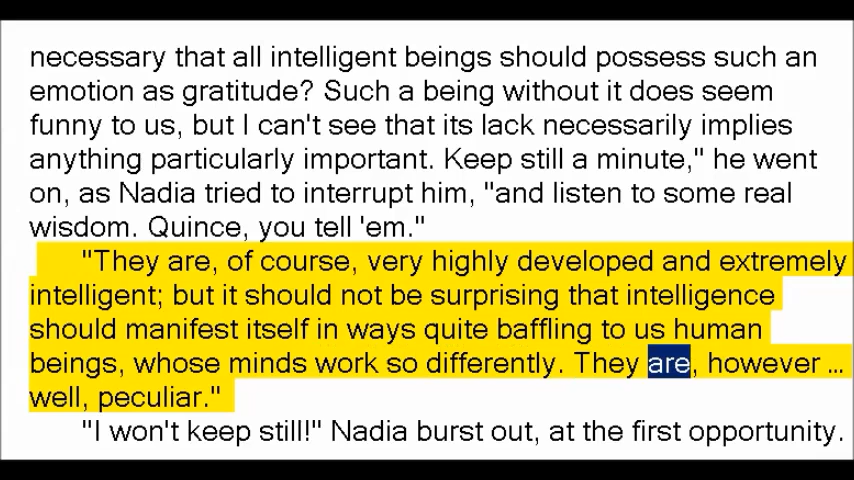 necessary that all intelligent beings should possess such an
emotion as gratitude? Such a being without it does seem
funny to us, but I can't see that its lack necessarily implies
anything particularly important. Keep still a minute," he went
on, as Nadia tried to interrupt him, "and listen to some real
wisdom. Quince, you tell 'em."
"They are, of course, very highly developed and extremely
intelligent; but it should not be surprising that intelligence
should manifest itself in ways quite baffling to us human
beings, whose minds work so differently. They are, however ...
well, peculiar."
"I won't keep still!" Nadia burst out, at the first opportunity.